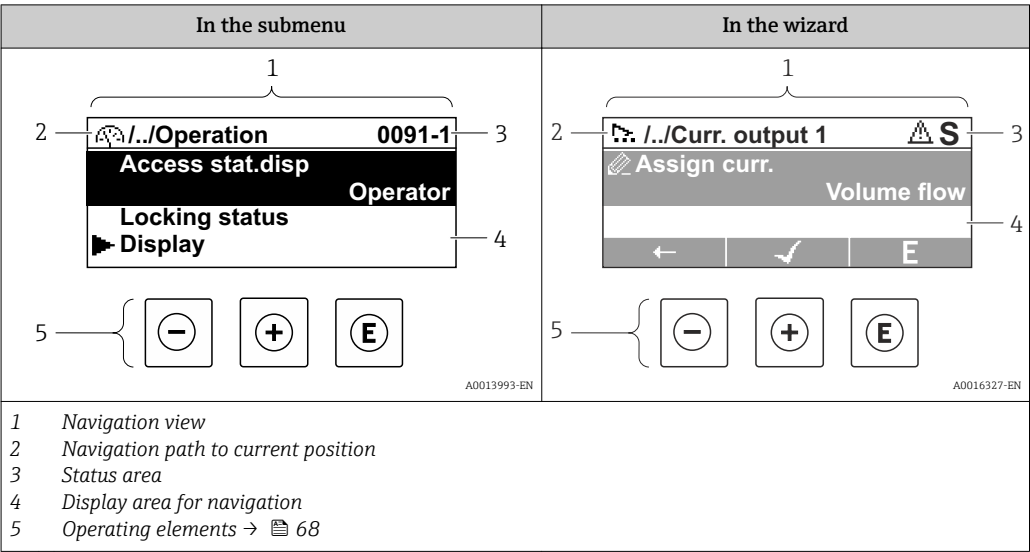 In the submenu
In the wizard
1
2
/../Operation 0091-1
3
Access stat.disp
Operator
Locking status
Display
4
5
- + E
A0013993-EN
1
2
/../Curr. output 1 S
3
Assign curr.
Volume flow
4
← ✓ E
5
- + E
A0016327-EN
1 Navigation view
2 Navigation path to current position
3 Status area
4 Display area for navigation
5 Operating elements → 68